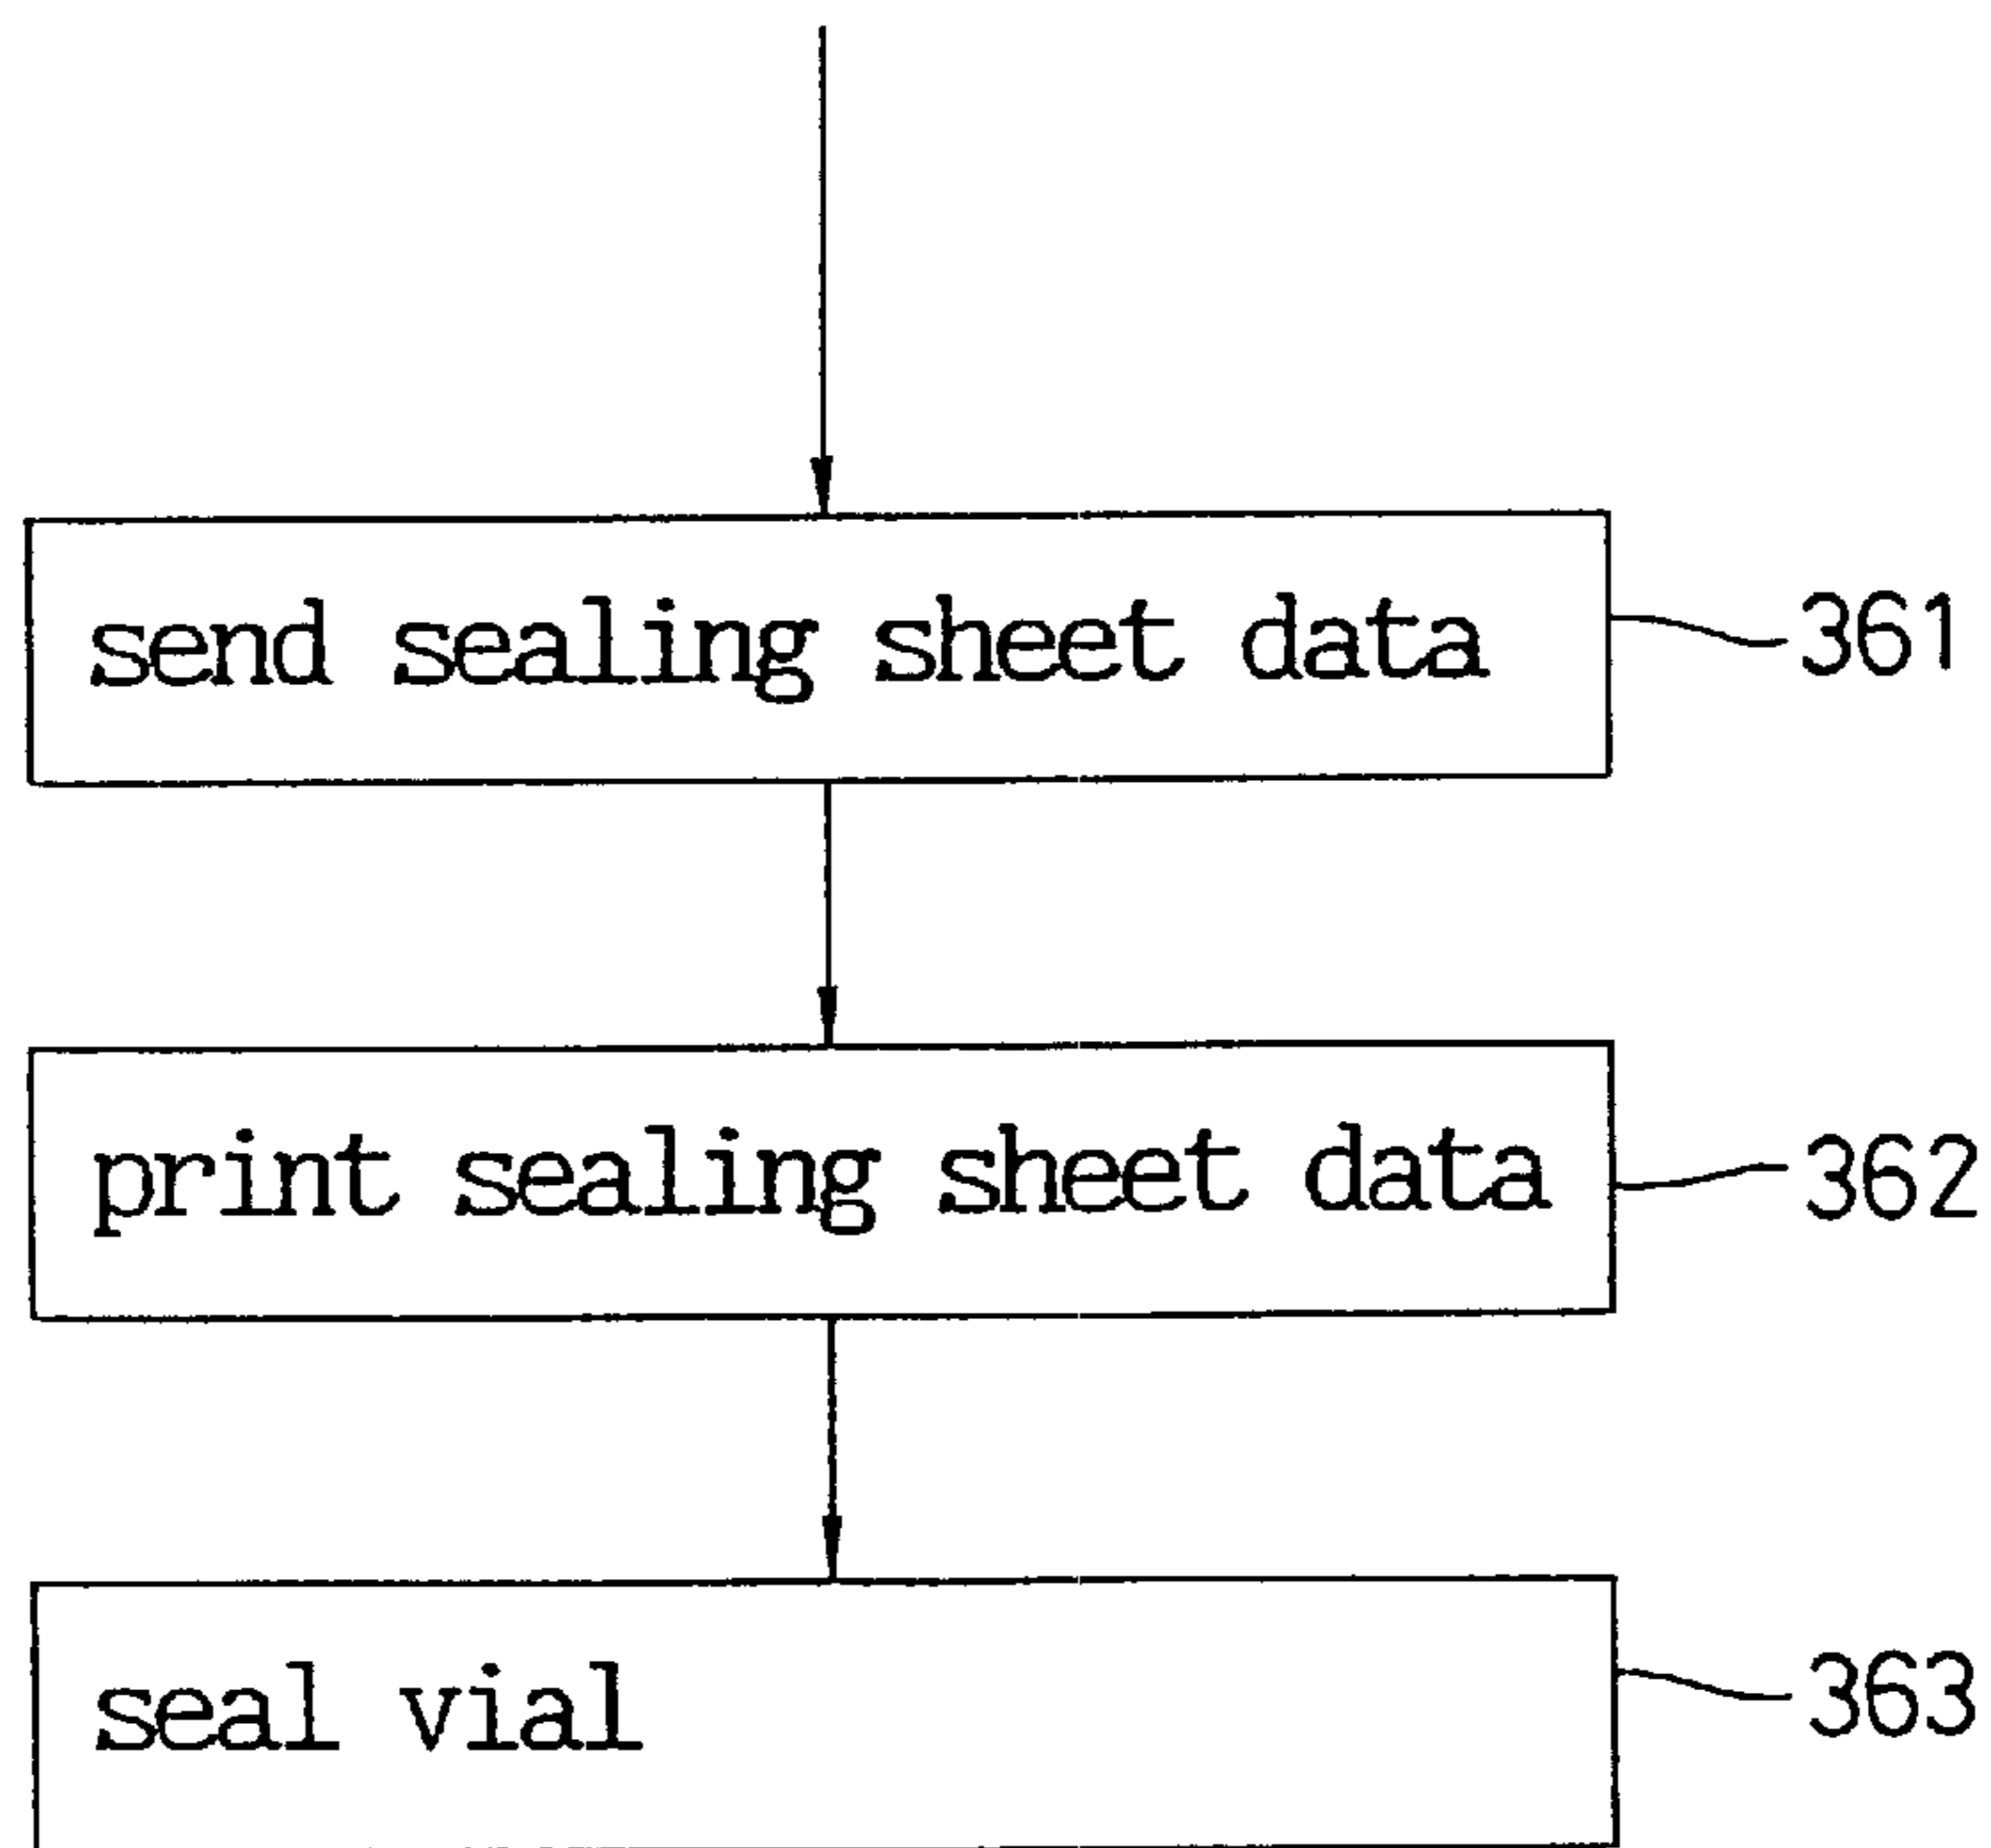 send sealing sheet data 361
print sealing sheet data 362
seal vial 363